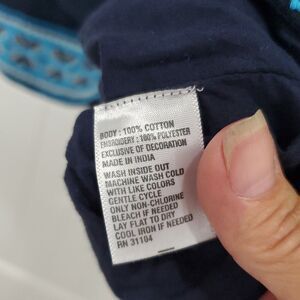 BODY: 100% COTTON
EMBROIDERY: 100% POLYESTER
EXCLUSIVE OF DECORATION
MADE IN INDIA
WASH INSIDE OUT
MACHINE WASH COLD
WITH LIKE COLORS
GENTLE CYCLE
ONLY NON-CHLORINE
BLEACH IF NEEDED
LAY FLAT TO DRY
COOL IRON IF NEEDED
RN 31104